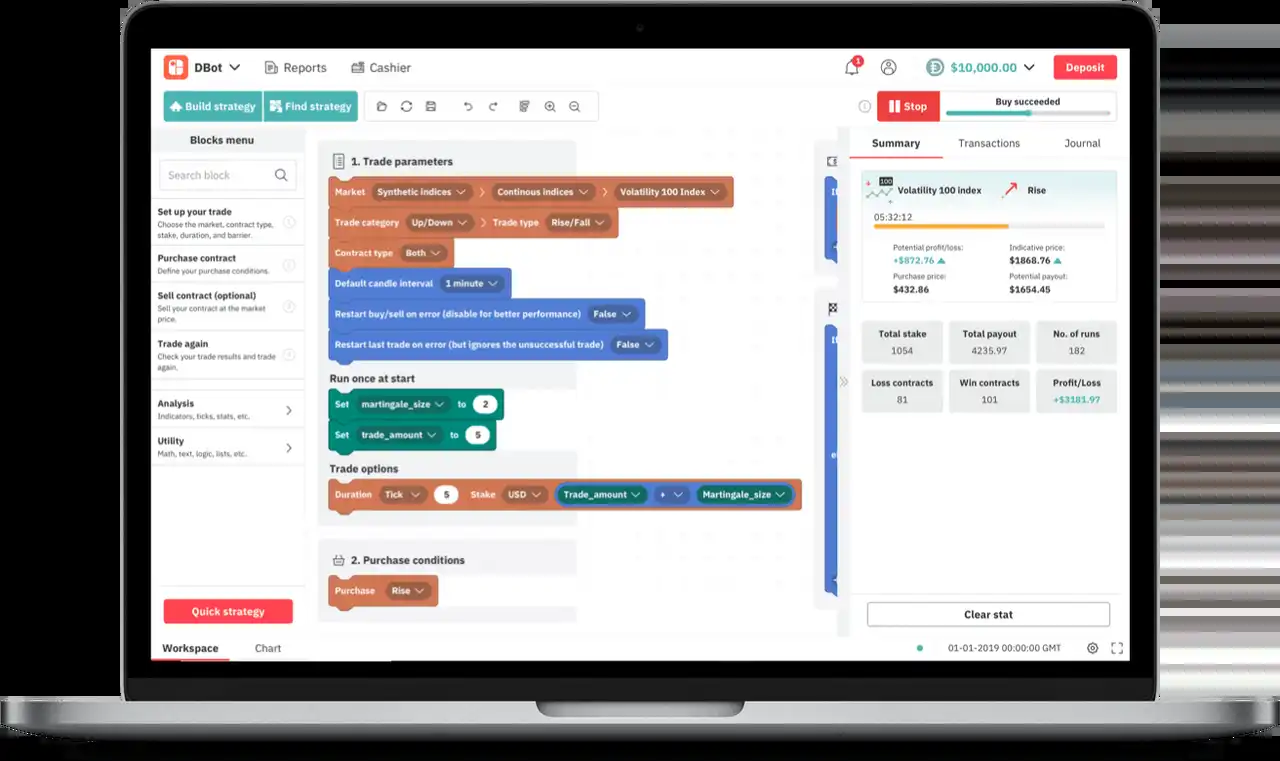 DBot
Reports
Cashier
1
$10,000.00
Deposit
Build strategy
Find strategy
Stop
Buy succeeded
Blocks menu
Search block
Set up your trade
Choose the market, contract type,
stake, duration, and barrier.
Purchase contract
Define your purchase conditions.
Sell contract (optional)
Sell your contract at the market
price.
Trade again
Check your trade results and trade
again.
Analysis
Indicators, ticks, stats, etc.
Utility
Math, text, logic, lists, etc.
Quick strategy
1. Trade parameters
Market Synthetic indices Continous indices Volatility 100 Index
Trade category Up/Down Trade type Rise/Fall
Contract type Both
Default candle interval 1 minute
Restart buy/sell on error (disable for better performance) False
Restart last trade on error (but ignores the unsuccessful trade) False
Run once at start
Set martingale_size to 2
Set trade_amount to 5
Trade options
Duration Tick 5 Stake USD Trade_amount + Martingale_size
2. Purchase conditions
Purchase Rise
Summary
Transactions
Journal
100
Volatility 100 index
Rise
05:32:12
Potential profit/loss:
Indicative price:
+$872.76
$1868.76
Purchase price:
Potential payout:
$432.86
$1654.45
Total stake
Total payout
No. of runs
1054
4235.97
182
Loss contracts
Win contracts
Profit/Loss
81
101
+$3181.97
Clear stat
Workspace
Chart
01-01-2019 00:00:00 GMT